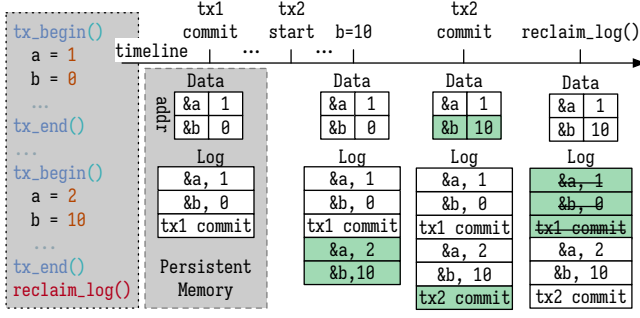 tx_begin()
a = 1
b = 0
...
tx_end()
...
tx_begin()
a = 2
b = 10
...
tx_end()
reclaim_log()
tx1
commit
...
tx2
start
...
b=10
tx2
commit
reclaim_log()
timeline
Data
addr
&a 1
&b 0
Log
&a, 1
&b, 0
tx1 commit
Persistent
Memory
Data
&a 1
&b 0
Log
&a, 1
&b, 0
tx1 commit
&a, 2
&b,10
Data
&a 1
&b 10
Log
&a, 1
&b, 0
tx1 commit
&a, 2
&b, 10
tx2 commit
Data
&a 1
&b 10
Log
&a, 1
&b, 0
tx1 commit
&a, 2
&b, 10
tx2 commit